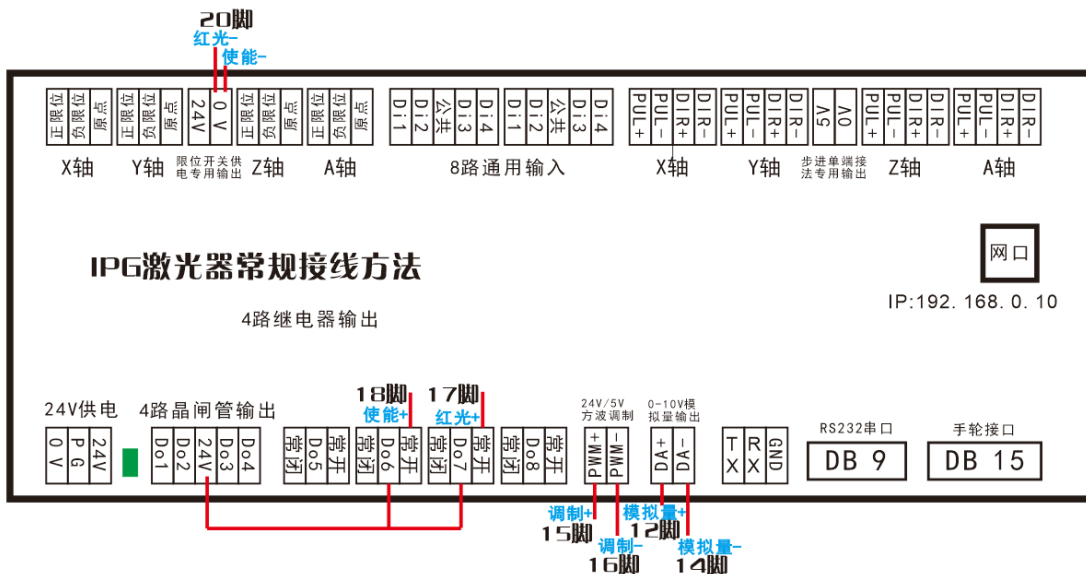 20脚
红光-
使能-
正限位 负限位 原点 正限位 负限位 原点 24V 0V 正限位 负限位 原点 正限位 负限位 原点 Di1 Di2 公共 Di3 Di4 Di1 Di2 公共 Di3 Di4 PUL+ PUL- DIR+ DIR- PUL+ PUL- DIR+ DIR- 5V 0V PUL+ PUL- DIR+ DIR- PUL+ PUL- DIR+ DIR-
X轴 Y轴 限位开关供 Z轴 A轴 8路通用输入 X轴 Y轴 步进单端接 Z轴 A轴
电专用输出 法专用输出
IPG激光器常规接线方法
网口
IP:192. 168. 0. 10
4路继电器输出
18脚 17脚
24V供电 4路晶闸管输出 使能+ 红光+ 24V/5V 0-10V模
方波调制 拟量输出
RS232串口 手轮接口
0V PG 24V Do1 Do2 24V Do3 Do4 常闭 Do5 常开 常闭 Do6 常开 常闭 Do7 常开 常闭 Do8 常开 PWM+ PWM- DA+ DA- TX RX GND DB 9 DB 15
调制+ 模拟量+
15脚 12脚
调制- 模拟量-
16脚 14脚